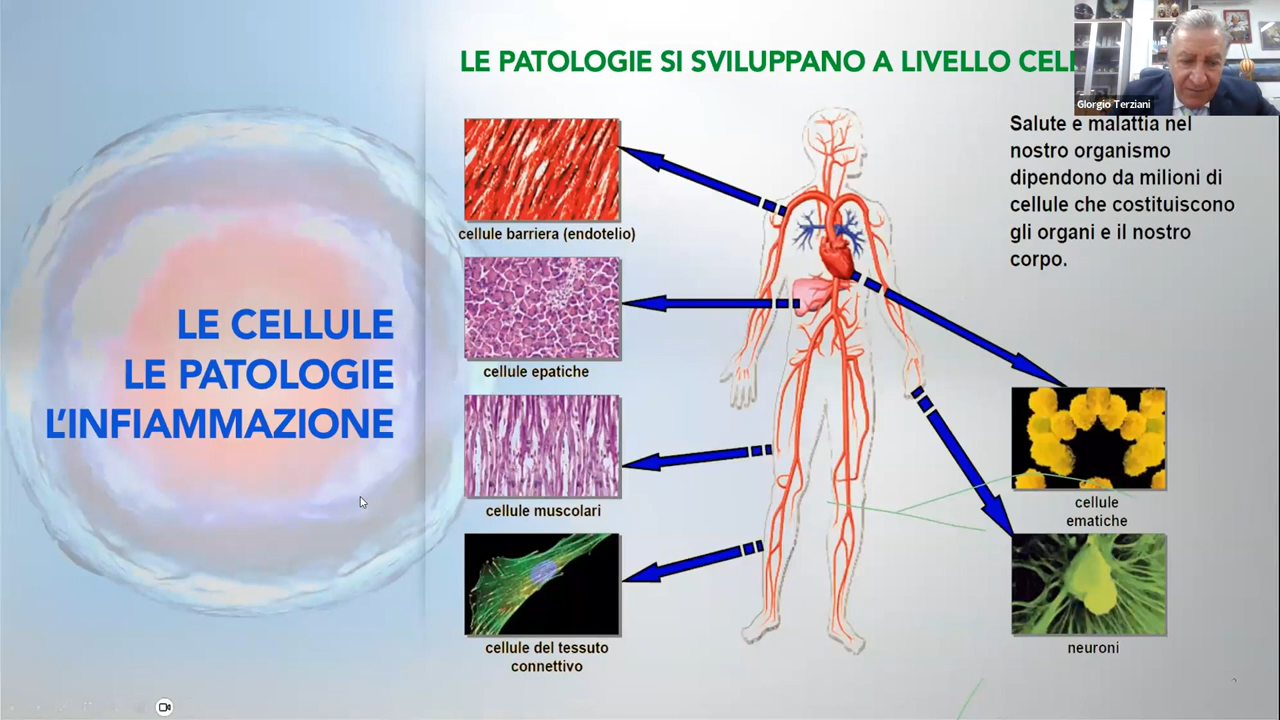 LE PATOLOGIE SI SVILUPPANO A LIVELLO
GIorgio Terziani
Salute e malattia nel
nostro organismo
dipendono da milioni di
cellule che costituiscono
gli organi e il nostro
corpo.
LE CELLULE
LE PATOLOGIE
L'INFIAMMAZIONE
cellule barriera (endotelio)
cellule epatiche
cellule muscolari
cellule del tessuto
connettivo
cellule
ematiche
neuroni